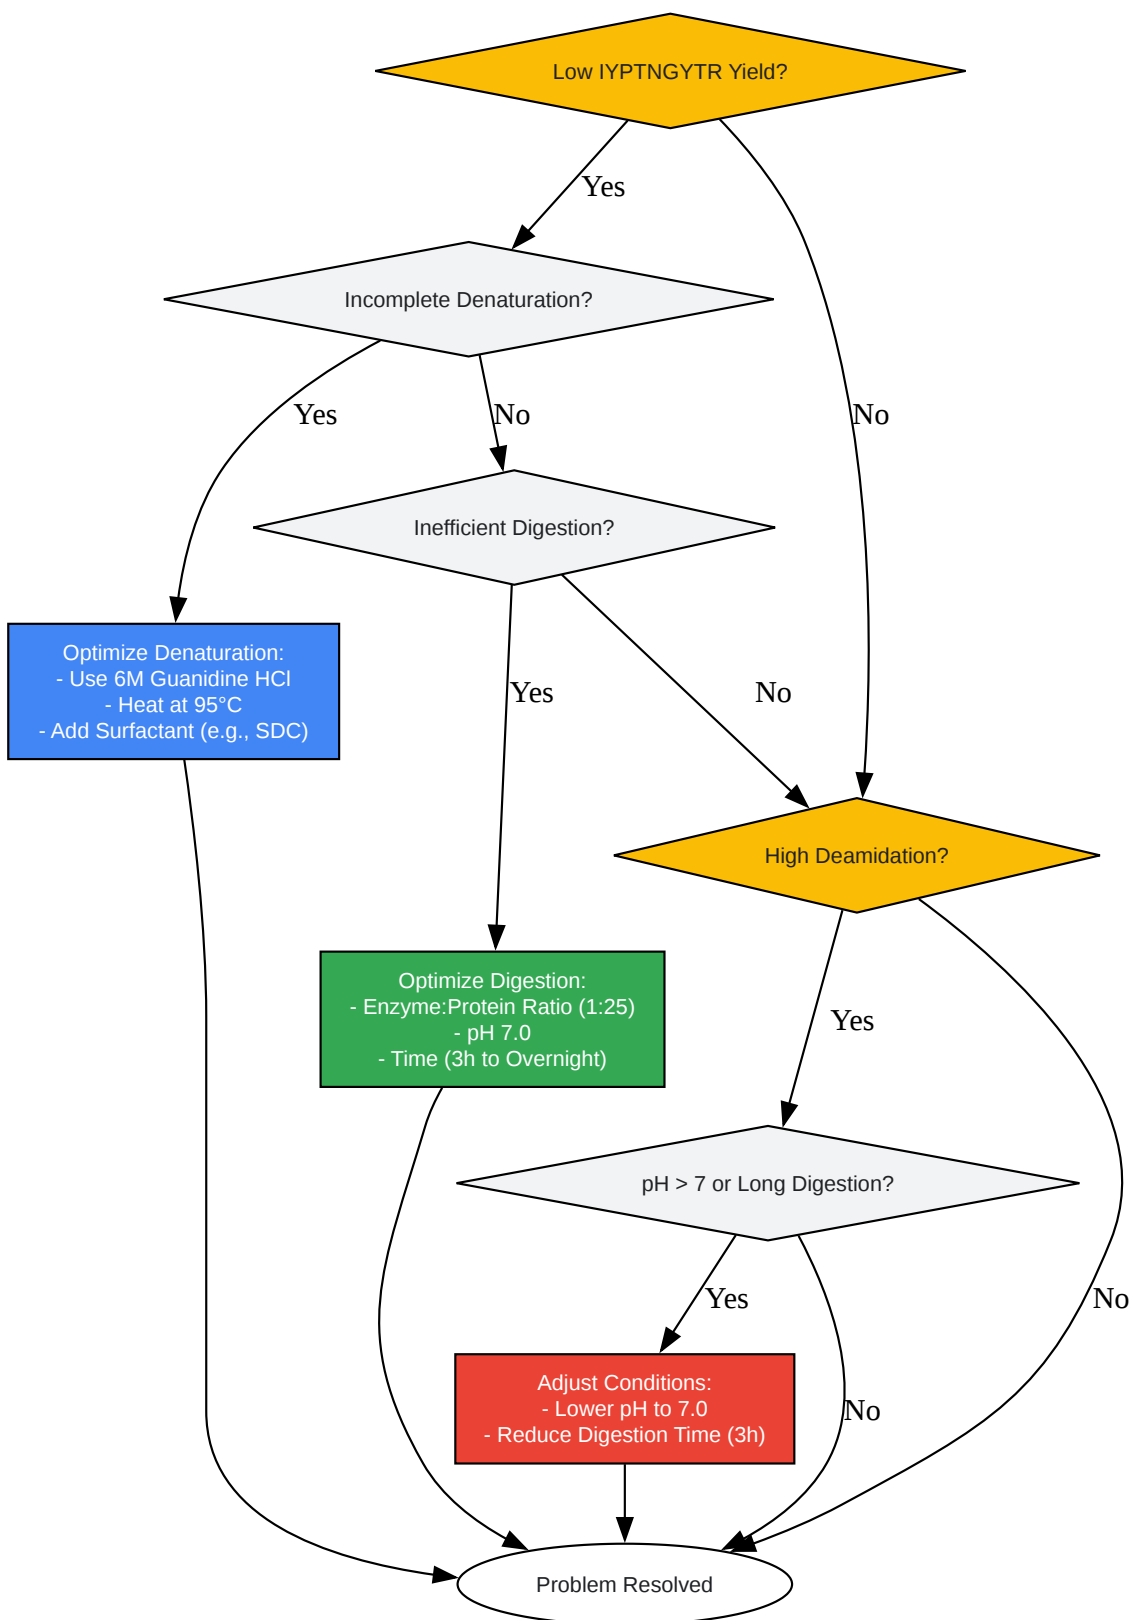 Low IYPTNGYTR Yield?
Yes
Incomplete Denaturation?
Yes
No
No
Inefficient Digestion?
Optimize Denaturation:
- Use 6M Guanidine HCl
- Heat at 95°C
- Add Surfactant (e.g., SDC)
Yes
No
High Deamidation?
Optimize Digestion:
- Enzyme:Protein Ratio (1:25)
- pH 7.0
- Time (3h to Overnight)
Yes
pH > 7 or Long Digestion?
Yes
No
Adjust Conditions:
- Lower pH to 7.0
- Reduce Digestion Time (3h)
No
Problem Resolved